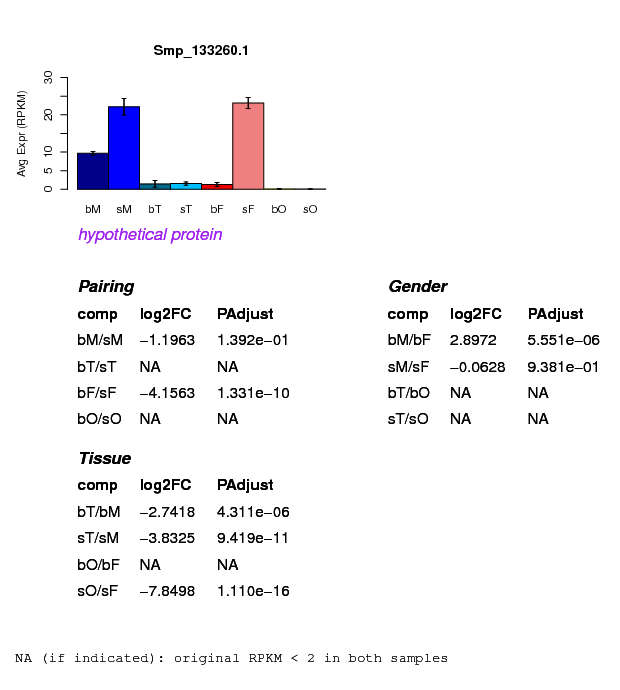 Smp_133260.1
Avg Expr (RPKM)
30
20
10
5
0
bM sM bT sT bF sF bO sO
hypothetical protein
Pairing
comp log2FC PAdjust
bM/sM −1.1963 1.392e−01
bT/sT NA NA
bF/sF −4.1563 1.331e−10
bO/sO NA NA
Gender
comp log2FC PAdjust
bM/bF 2.8972 5.551e−06
sM/sF −0.0628 9.381e−01
bT/bO NA NA
sT/sO NA NA
Tissue
comp log2FC PAdjust
bT/bM −2.7418 4.311e−06
sT/sM −3.8325 9.419e−11
bO/bF NA NA
sO/sF −7.8498 1.110e−16
NA (if indicated): original RPKM < 2 in both samples